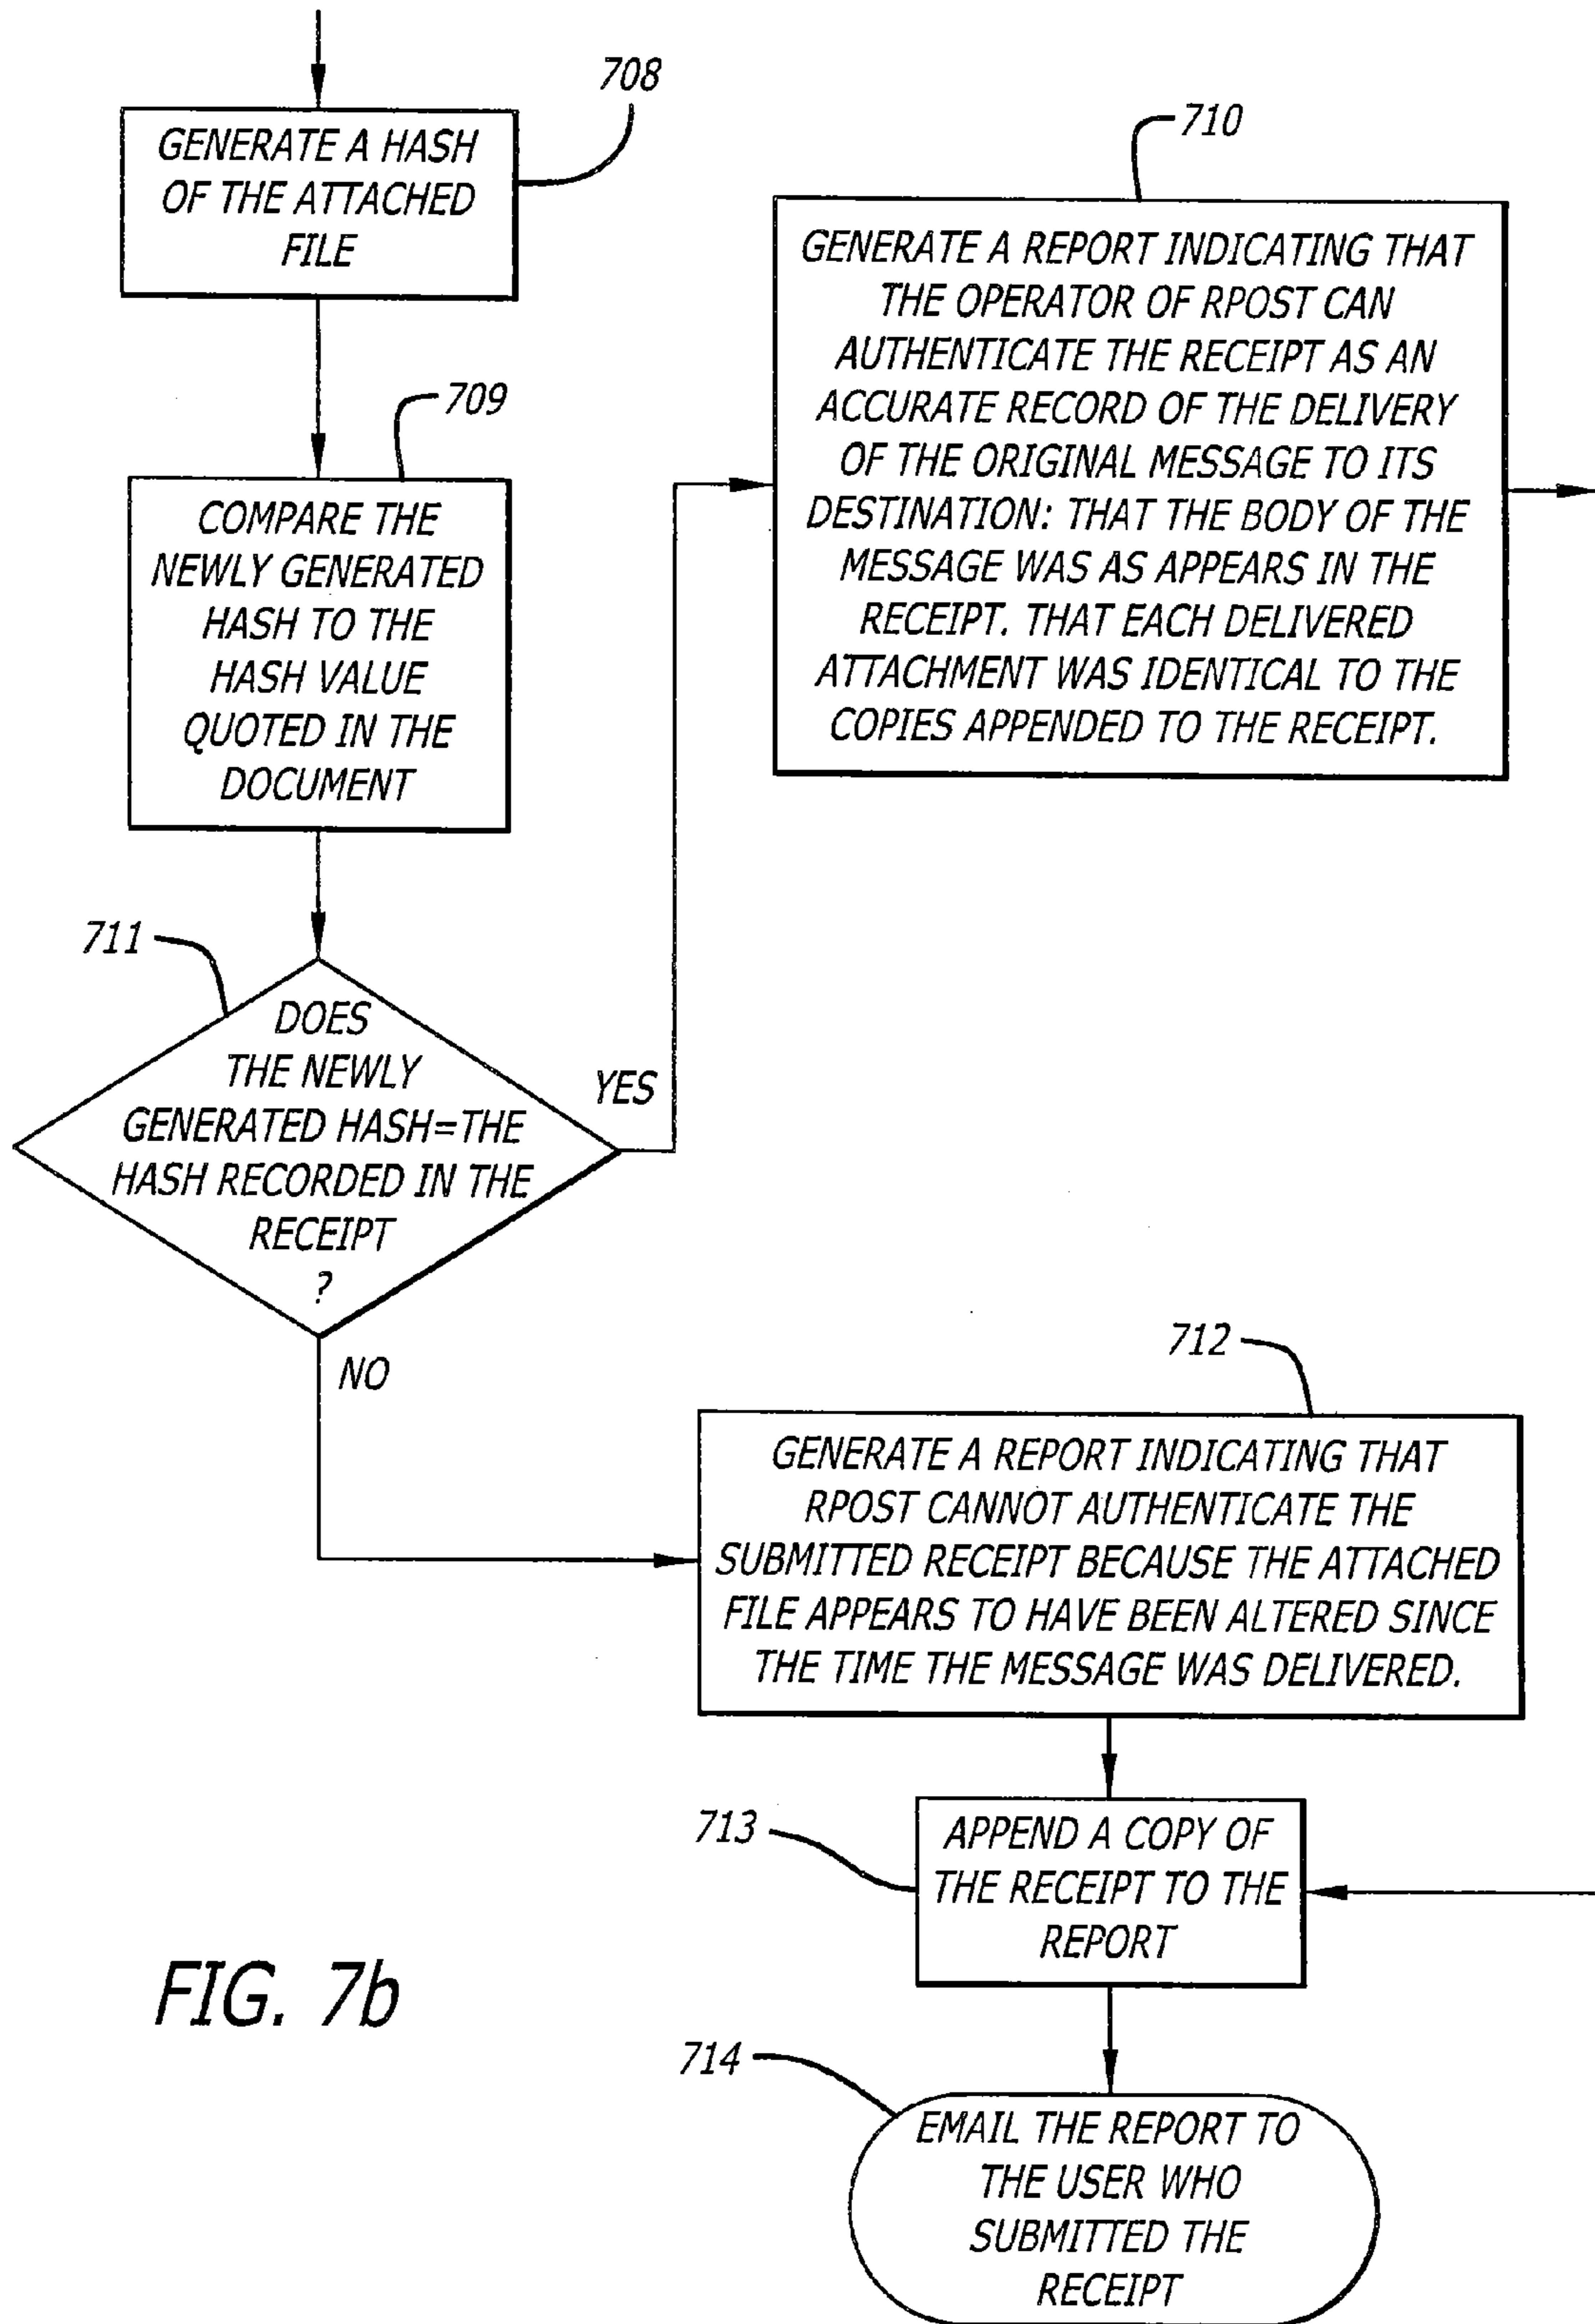 708
GENERATE A HASH
OF THE ATTACHED
FILE
709
COMPARE THE
NEWLY GENERATED
HASH TO THE
HASH VALUE
QUOTED IN THE
DOCUMENT
710
GENERATE A REPORT INDICATING THAT
THE OPERATOR OF RPOST CAN
AUTHENTICATE THE RECEIPT AS AN
ACCURATE RECORD OF THE DELIVERY
OF THE ORIGINAL MESSAGE TO ITS
DESTINATION: THAT THE BODY OF THE
MESSAGE WAS AS APPEARS IN THE
RECEIPT. THAT EACH DELIVERED
ATTACHMENT WAS IDENTICAL TO THE
COPIES APPENDED TO THE RECEIPT.
711
DOES
THE NEWLY
GENERATED HASH=THE
HASH RECORDED IN THE
RECEIPT
?
YES
NO
712
GENERATE A REPORT INDICATING THAT
RPOST CANNOT AUTHENTICATE THE
SUBMITTED RECEIPT BECAUSE THE ATTACHED
FILE APPEARS TO HAVE BEEN ALTERED SINCE
THE TIME THE MESSAGE WAS DELIVERED.
713
APPEND A COPY OF
THE RECEIPT TO THE
REPORT
714
EMAIL THE REPORT TO
THE USER WHO
SUBMITTED THE
RECEIPT
FIG. 7b